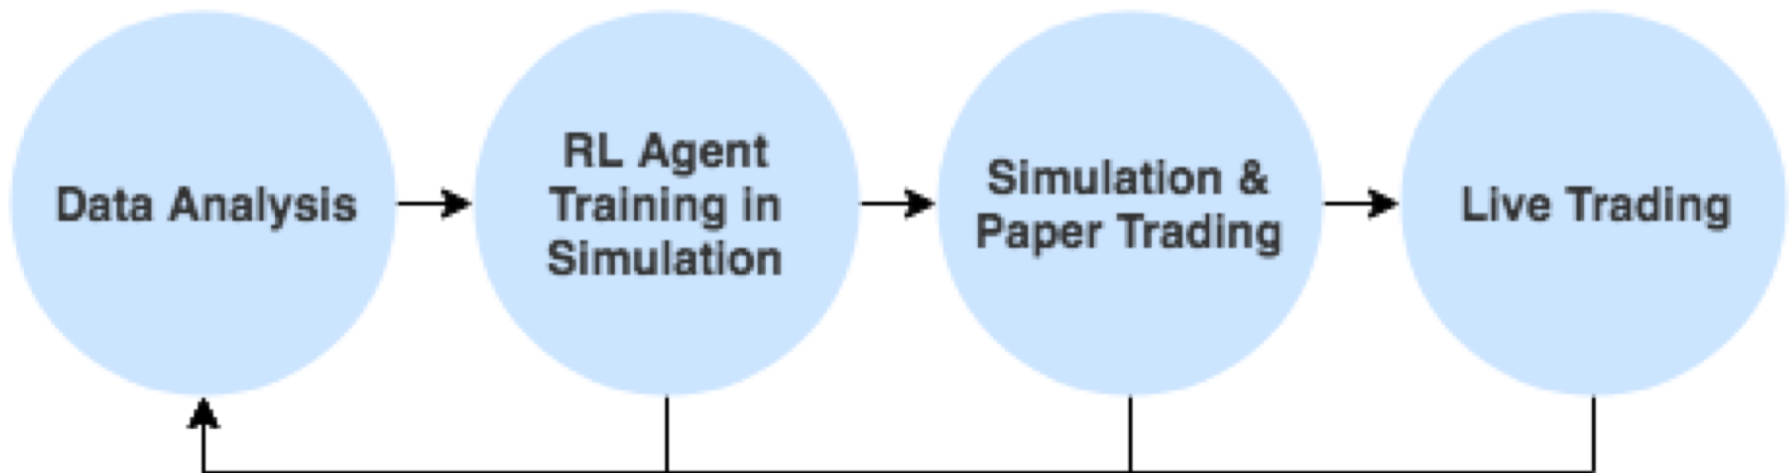 Data Analysis
RL Agent
Training in
Simulation
Simulation &
Paper Trading
Live Trading